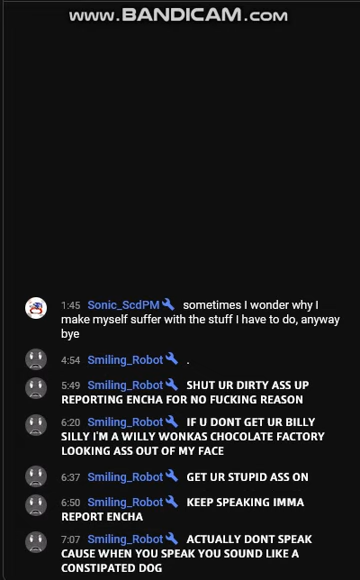 www.BANDICAM.com
1:45 Sonic_ScdPM sometimes I wonder why I
make myself suffer with the stuff I have to do, anyway
bye
4:54 Smiling_Robot .
5:49 Smiling_Robot SHUT UR DIRTY ASS UP
REPORTING ENCHA FOR NO FUCKING REASON
6:20 Smiling_Robot IF U DONT GET UR BILLY
SILLY I'M A WILLY WONKAS CHOCOLATE FACTORY
LOOKING ASS OUT OF MY FACE
6:37 Smiling_Robot GET UR STUPID ASS ON
6:50 Smiling_Robot KEEP SPEAKING IMMA
REPORT ENCHA
7:07 Smiling_Robot ACTUALLY DONT SPEAK
CAUSE WHEN YOU SPEAK YOU SOUND LIKE A
CONSTIPATED DOG